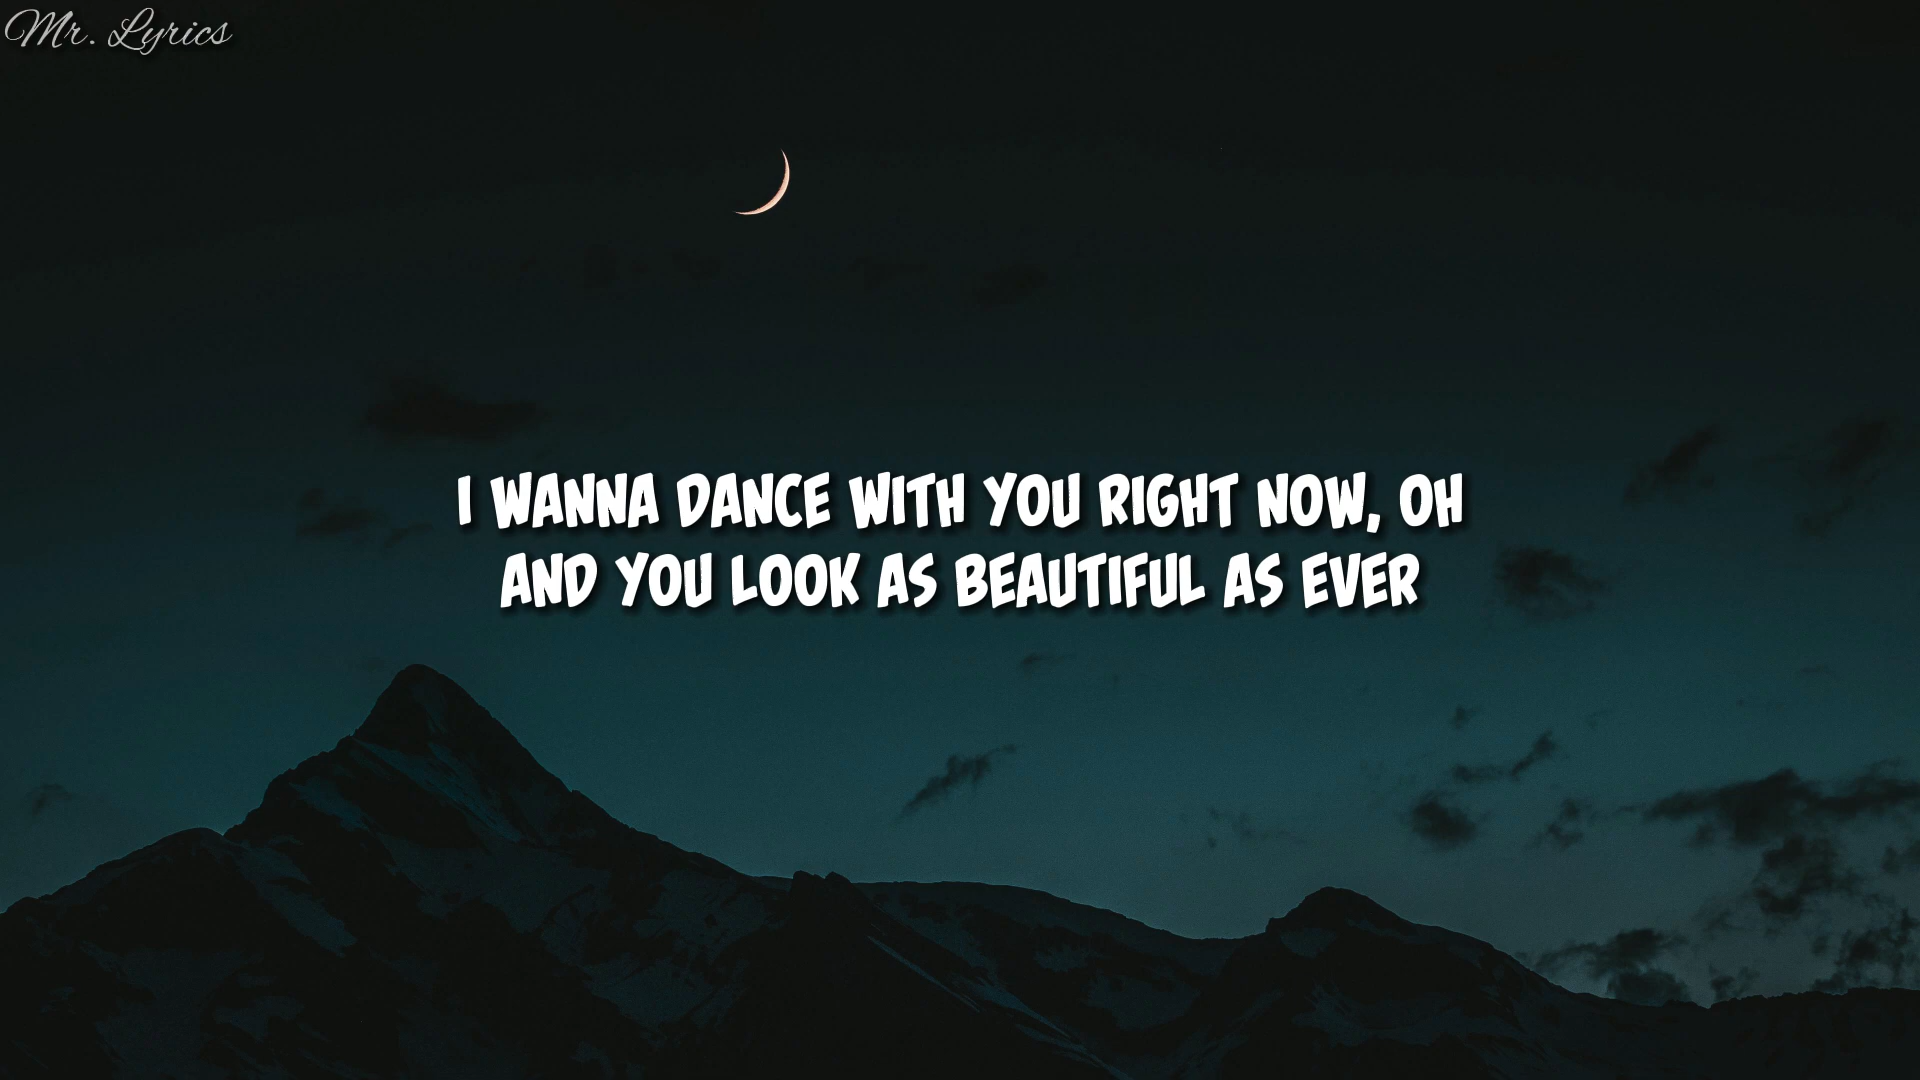 Mr. Lyrics
I WANNA DANCE WITH YOU RIGHT NOW, OH
AND YOU LOOK AS BEAUTIFUL AS EVER